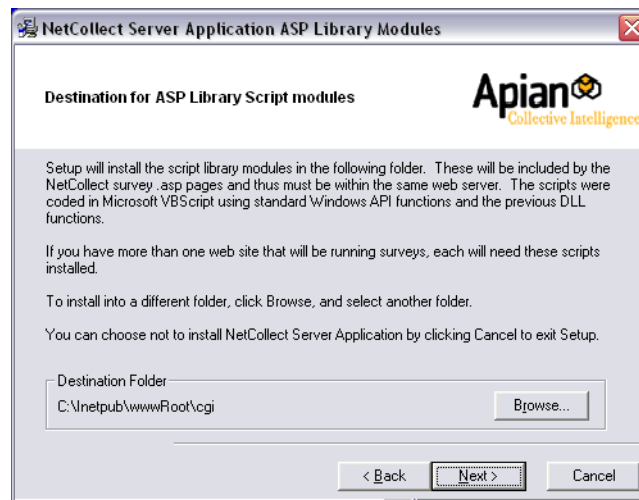 NetCollect Server Application ASP Library Modules
Destination for ASP Library Script modules
Apian
Collective Intelligence
Setup will install the script library modules in the following folder. These will be included by the
NetCollect survey .asp pages and thus must be within the same web server. The scripts were
coded in Microsoft VBScript using standard Windows API functions and the previous DLL
functions.
If you have more than one web site that will be running surveys, each will need these scripts
installed.
To install into a different folder, click Browse, and select another folder.
You can choose not to install NetCollect Server Application by clicking Cancel to exit Setup.
Destination Folder
C:\Inetpub\wwwRoot\cgi
Browse...
< Back
Next >
Cancel